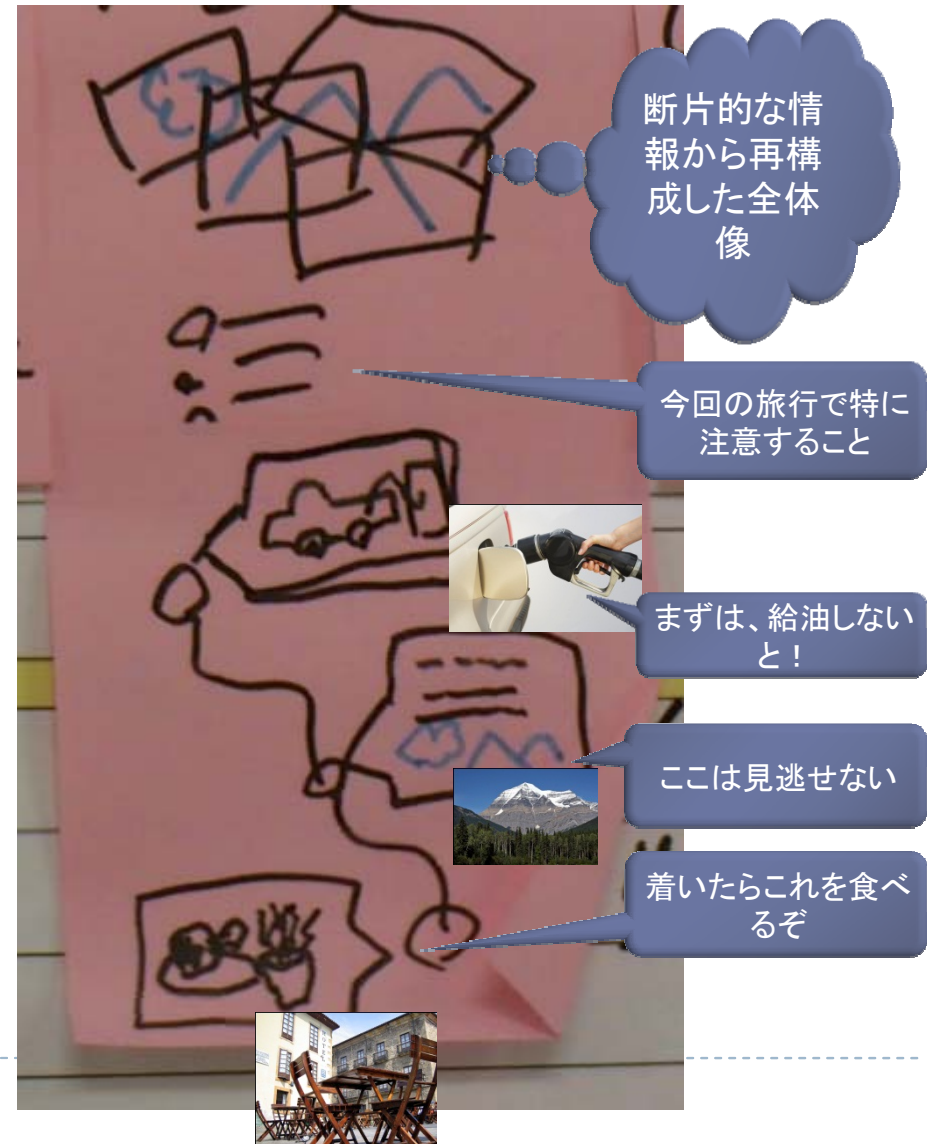 断片的な情
報から再構
成した全体
像
今回の旅行で特に
注意すること
まずは、給油しない
と！
ここは見逃せない
着いたらこれを食べ
るぞ